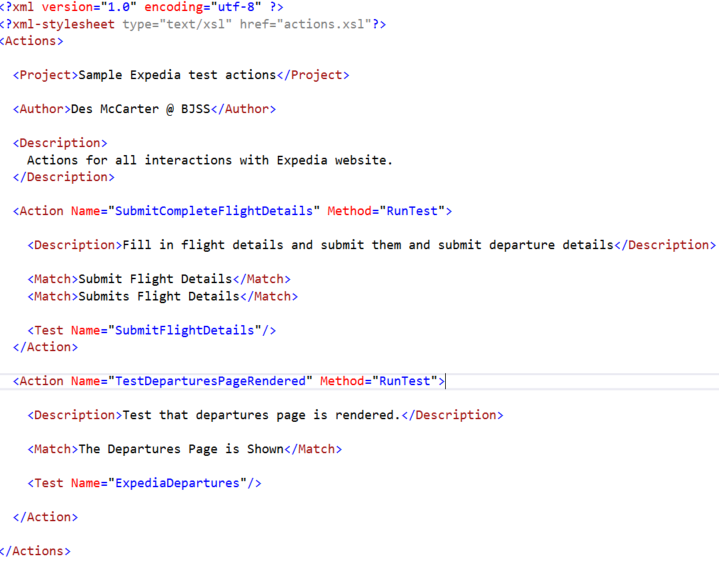 <?xml version="1.0" encoding="utf-8" ?>
<?xml-stylesheet type="text/xsl" href="actions.xsl"?>
<Actions>
<Project>Sample Expedia test actions</Project>
<Author>Des McCarter @ BJSS</Author>
<Description>
Actions for all interactions with Expedia website.
</Description>
<Action Name="SubmitCompleteFlightDetails" Method="RunTest">
<Description>Fill in flight details and submit them and submit departure details</Description>
<Match>Submit Flight Details</Match>
<Match>Submits Flight Details</Match>
<Test Name="SubmitFlightDetails"/>
</Action>
<Action Name="TestDeparturesPageRendered" Method="RunTest">
<Description>Test that departures page is rendered.</Description>
<Match>The Departures Page is Shown</Match>
<Test Name="ExpediaDepartures"/>
</Action>
</Actions>